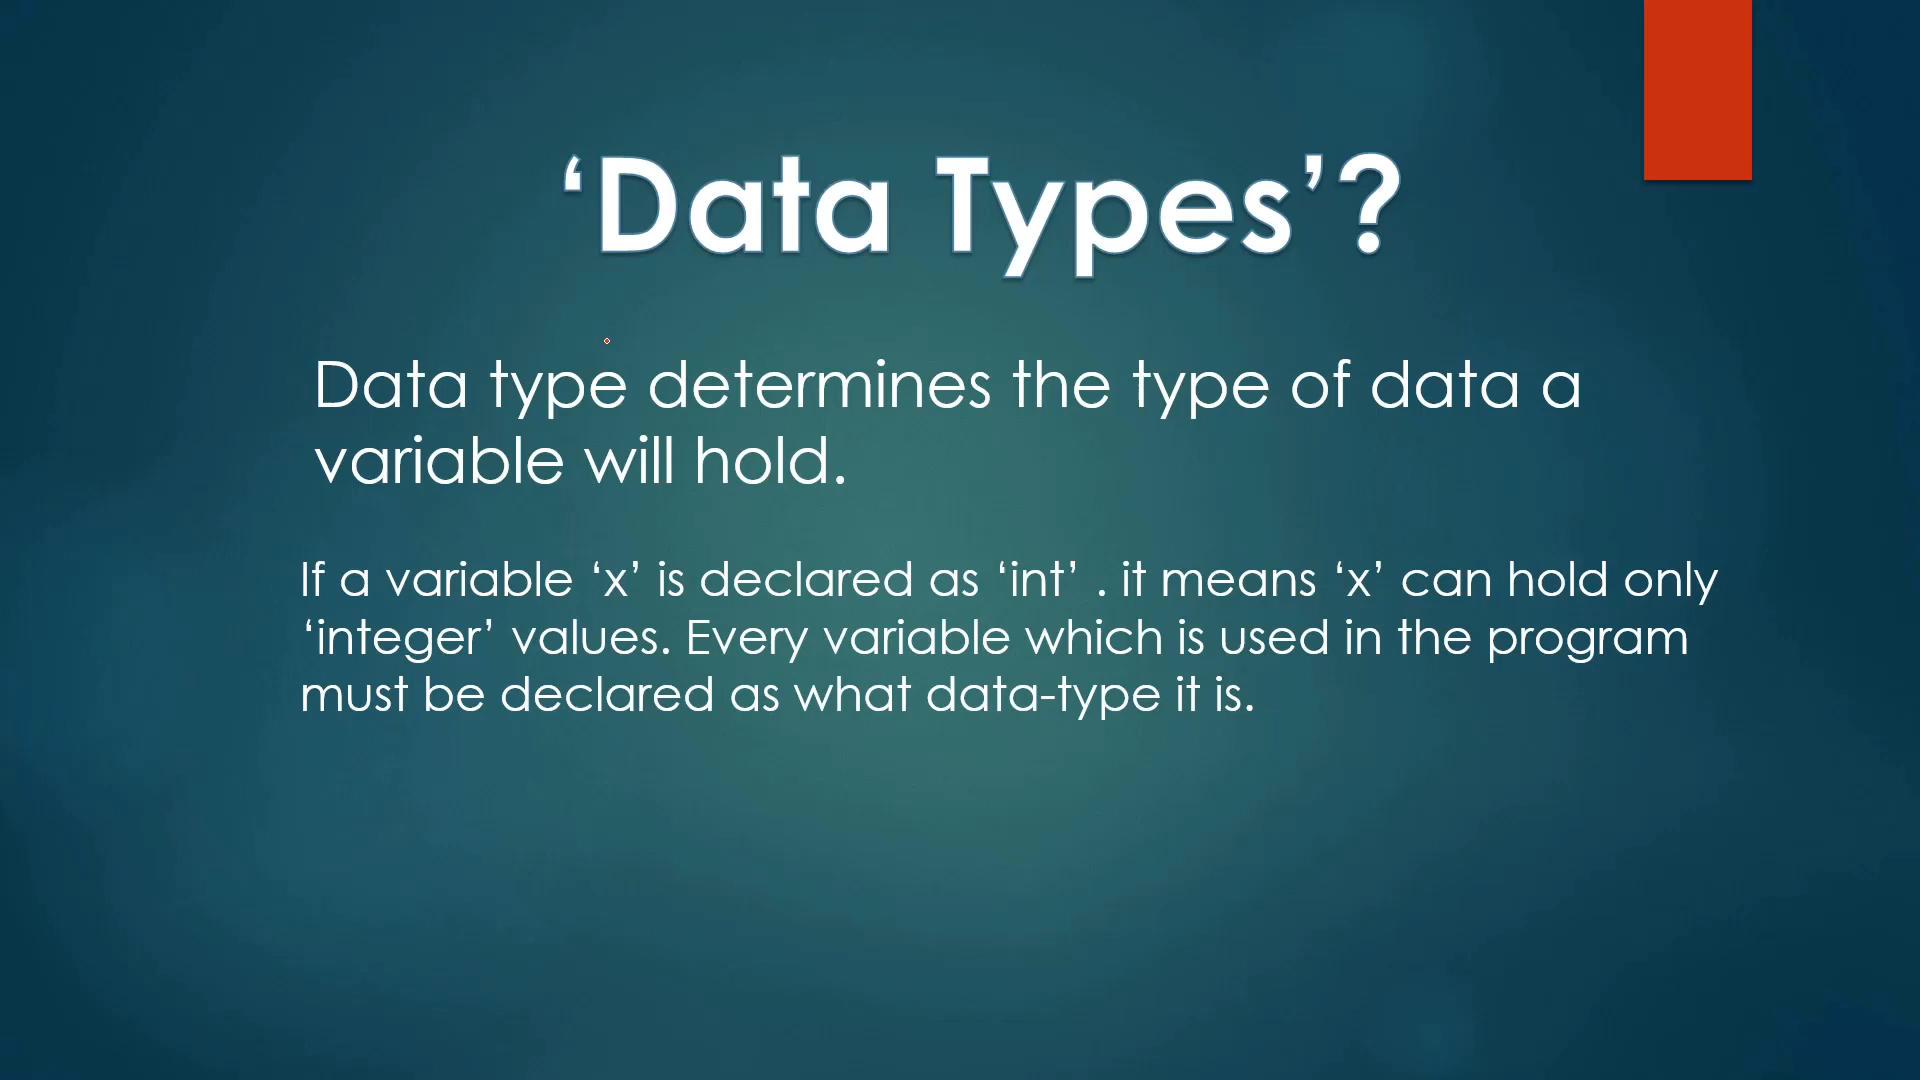 ‘Data Types’?
Data type determines the type of data a
variable will hold.
If a variable ‘x’ is declared as ‘int’ . it means ‘x’ can hold only
‘integer’ values. Every variable which is used in the program
must be declared as what data-type it is.